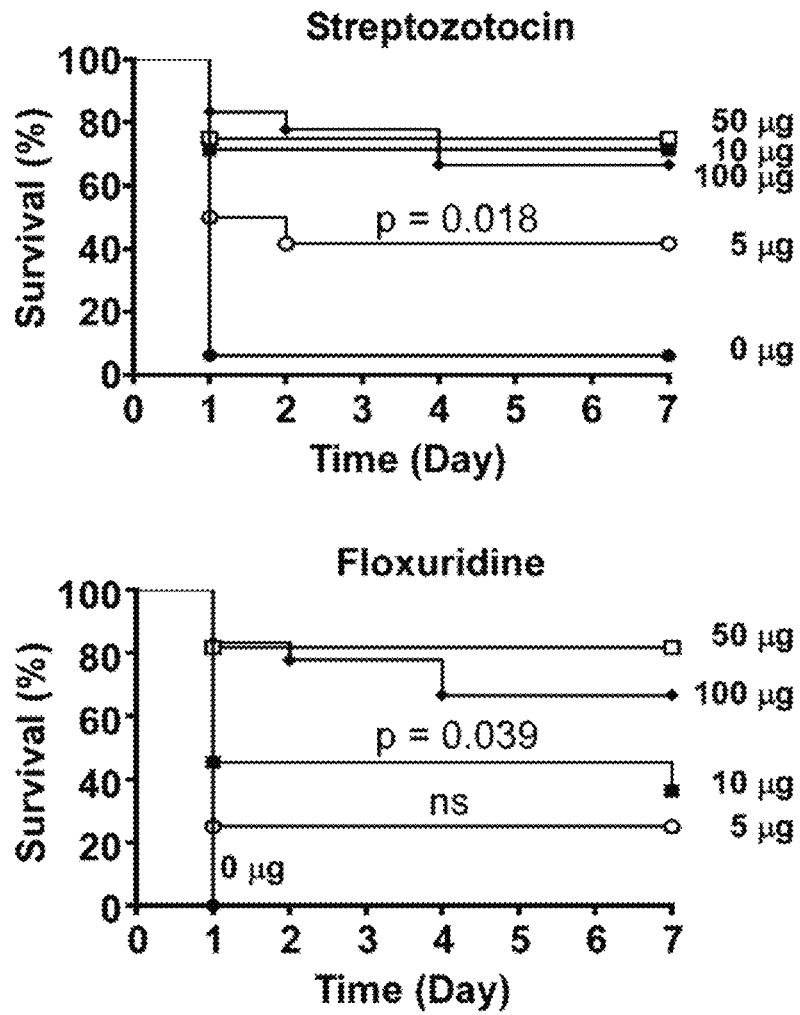 Streptozotocin
Survival (%)
100
80
60
40
20
0
50 μg
10 μg
100 μg
p = 0.018
5 μg
0 μg
0 1 2 3 4 5 6 7
Time (Day)
Floxuridine
Survival (%)
100
80
60
40
20
0
50 μg
100 μg
p = 0.039
10 μg
ns
5 μg
0 μg
0 1 2 3 4 5 6 7
Time (Day)